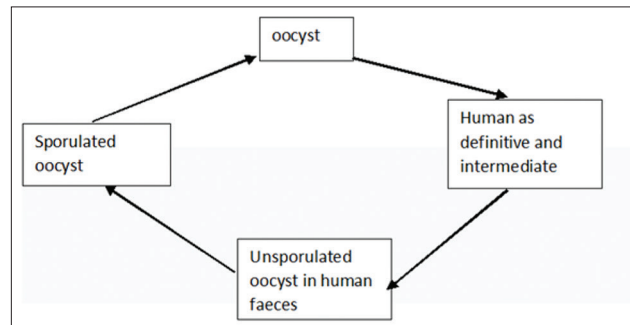 oocyst
Human as
definitive and
intermediate
Sporulated
oocyst
Unsporulated
oocyst in human
faeces